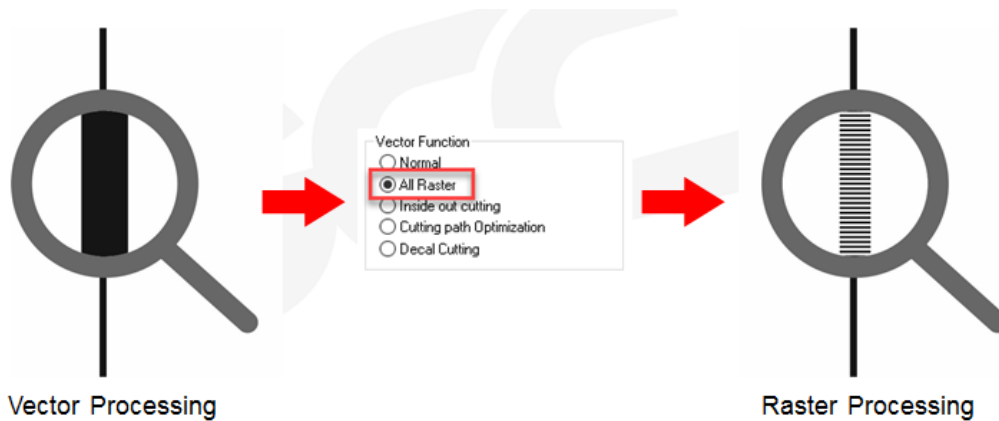 Vector Function
Normal
All Raster
Inside out cutting
Cutting path Optimization
Decal Cutting
Vector Processing
Raster Processing